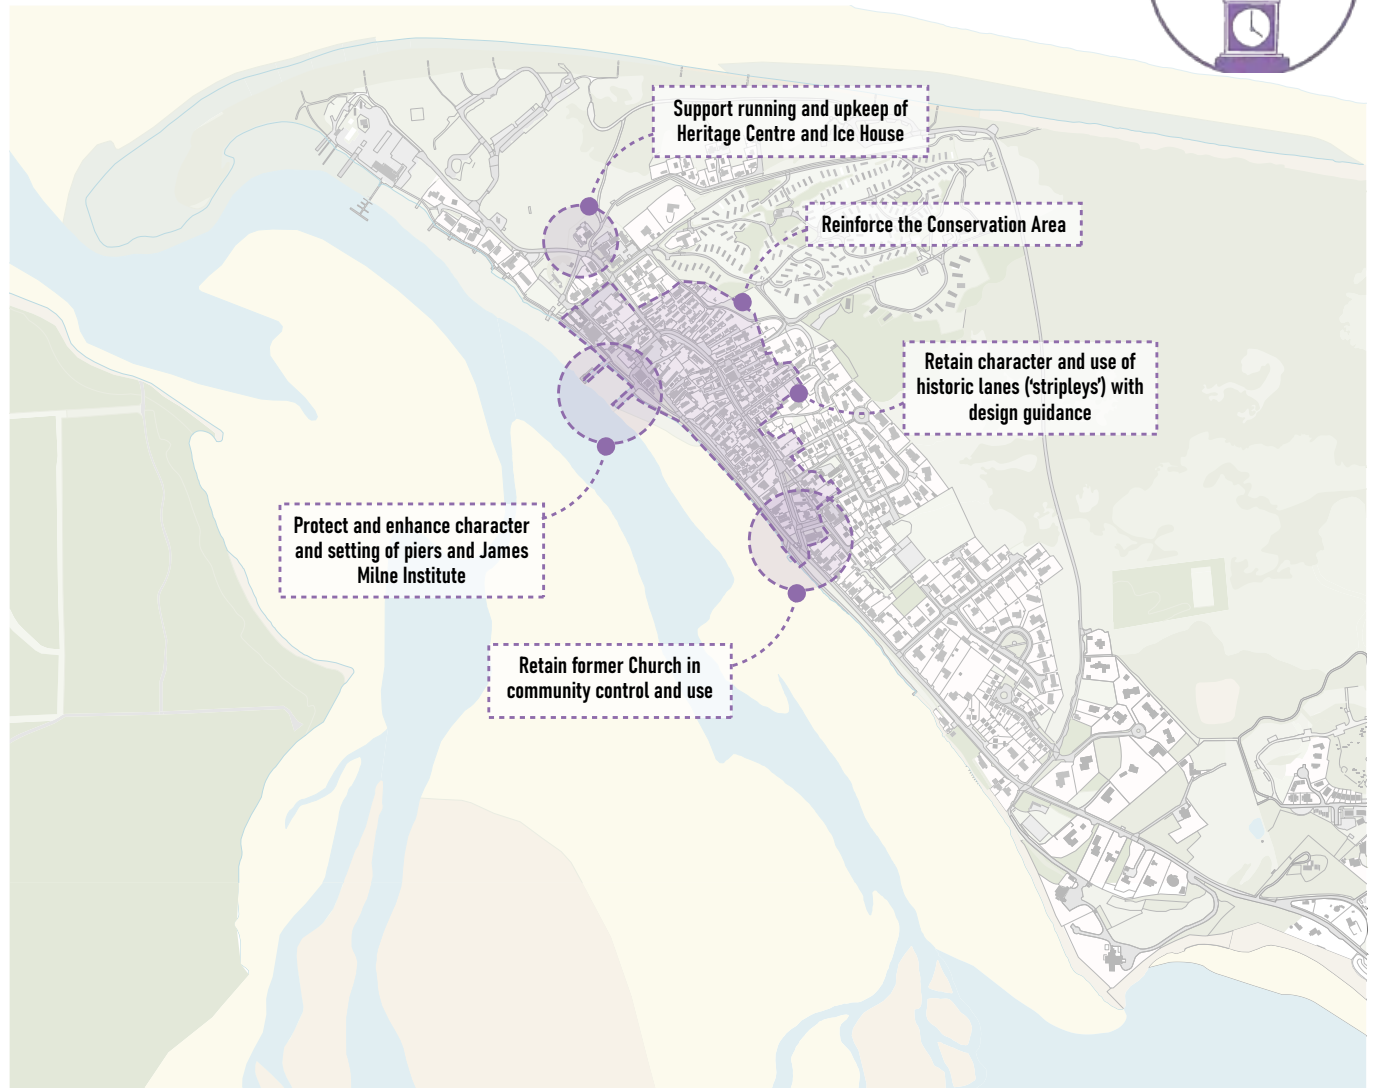 Support running and upkeep of
Heritage Centre and Ice House
Reinforce the Conservation Area
Retain character and use of
historic lanes (‘stripleys’) with
design guidance
Protect and enhance character
and setting of piers and James
Milne Institute
Retain former Church in
community control and use